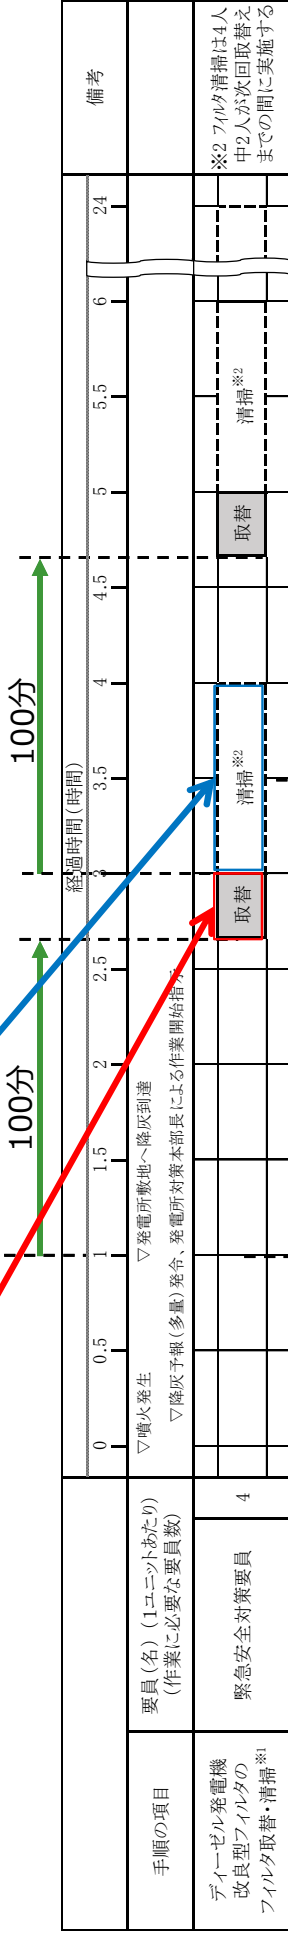 100分
100分
経過時間(時間)
備考
0
0.5
1
1.5
2
2.5
3
3.5
4
4.5
5
5.5
6
24
手順の項目
要員(名)(1ユニットあたり)
(作業に必要な要員数)
▽噴火発生
▽発電所敷地へ降灰到達
▽降灰予報(多量)発令、発電所対策本部長による作業開始指示
ディーゼル発電機
改良型フィルタの
フィルタ取替・清掃※1
緊急安全対策要員
4
取替
清掃※2
取替
清掃※2
※2 フィルタ清掃は4人
中2人が次回取替え
までの間に実施する